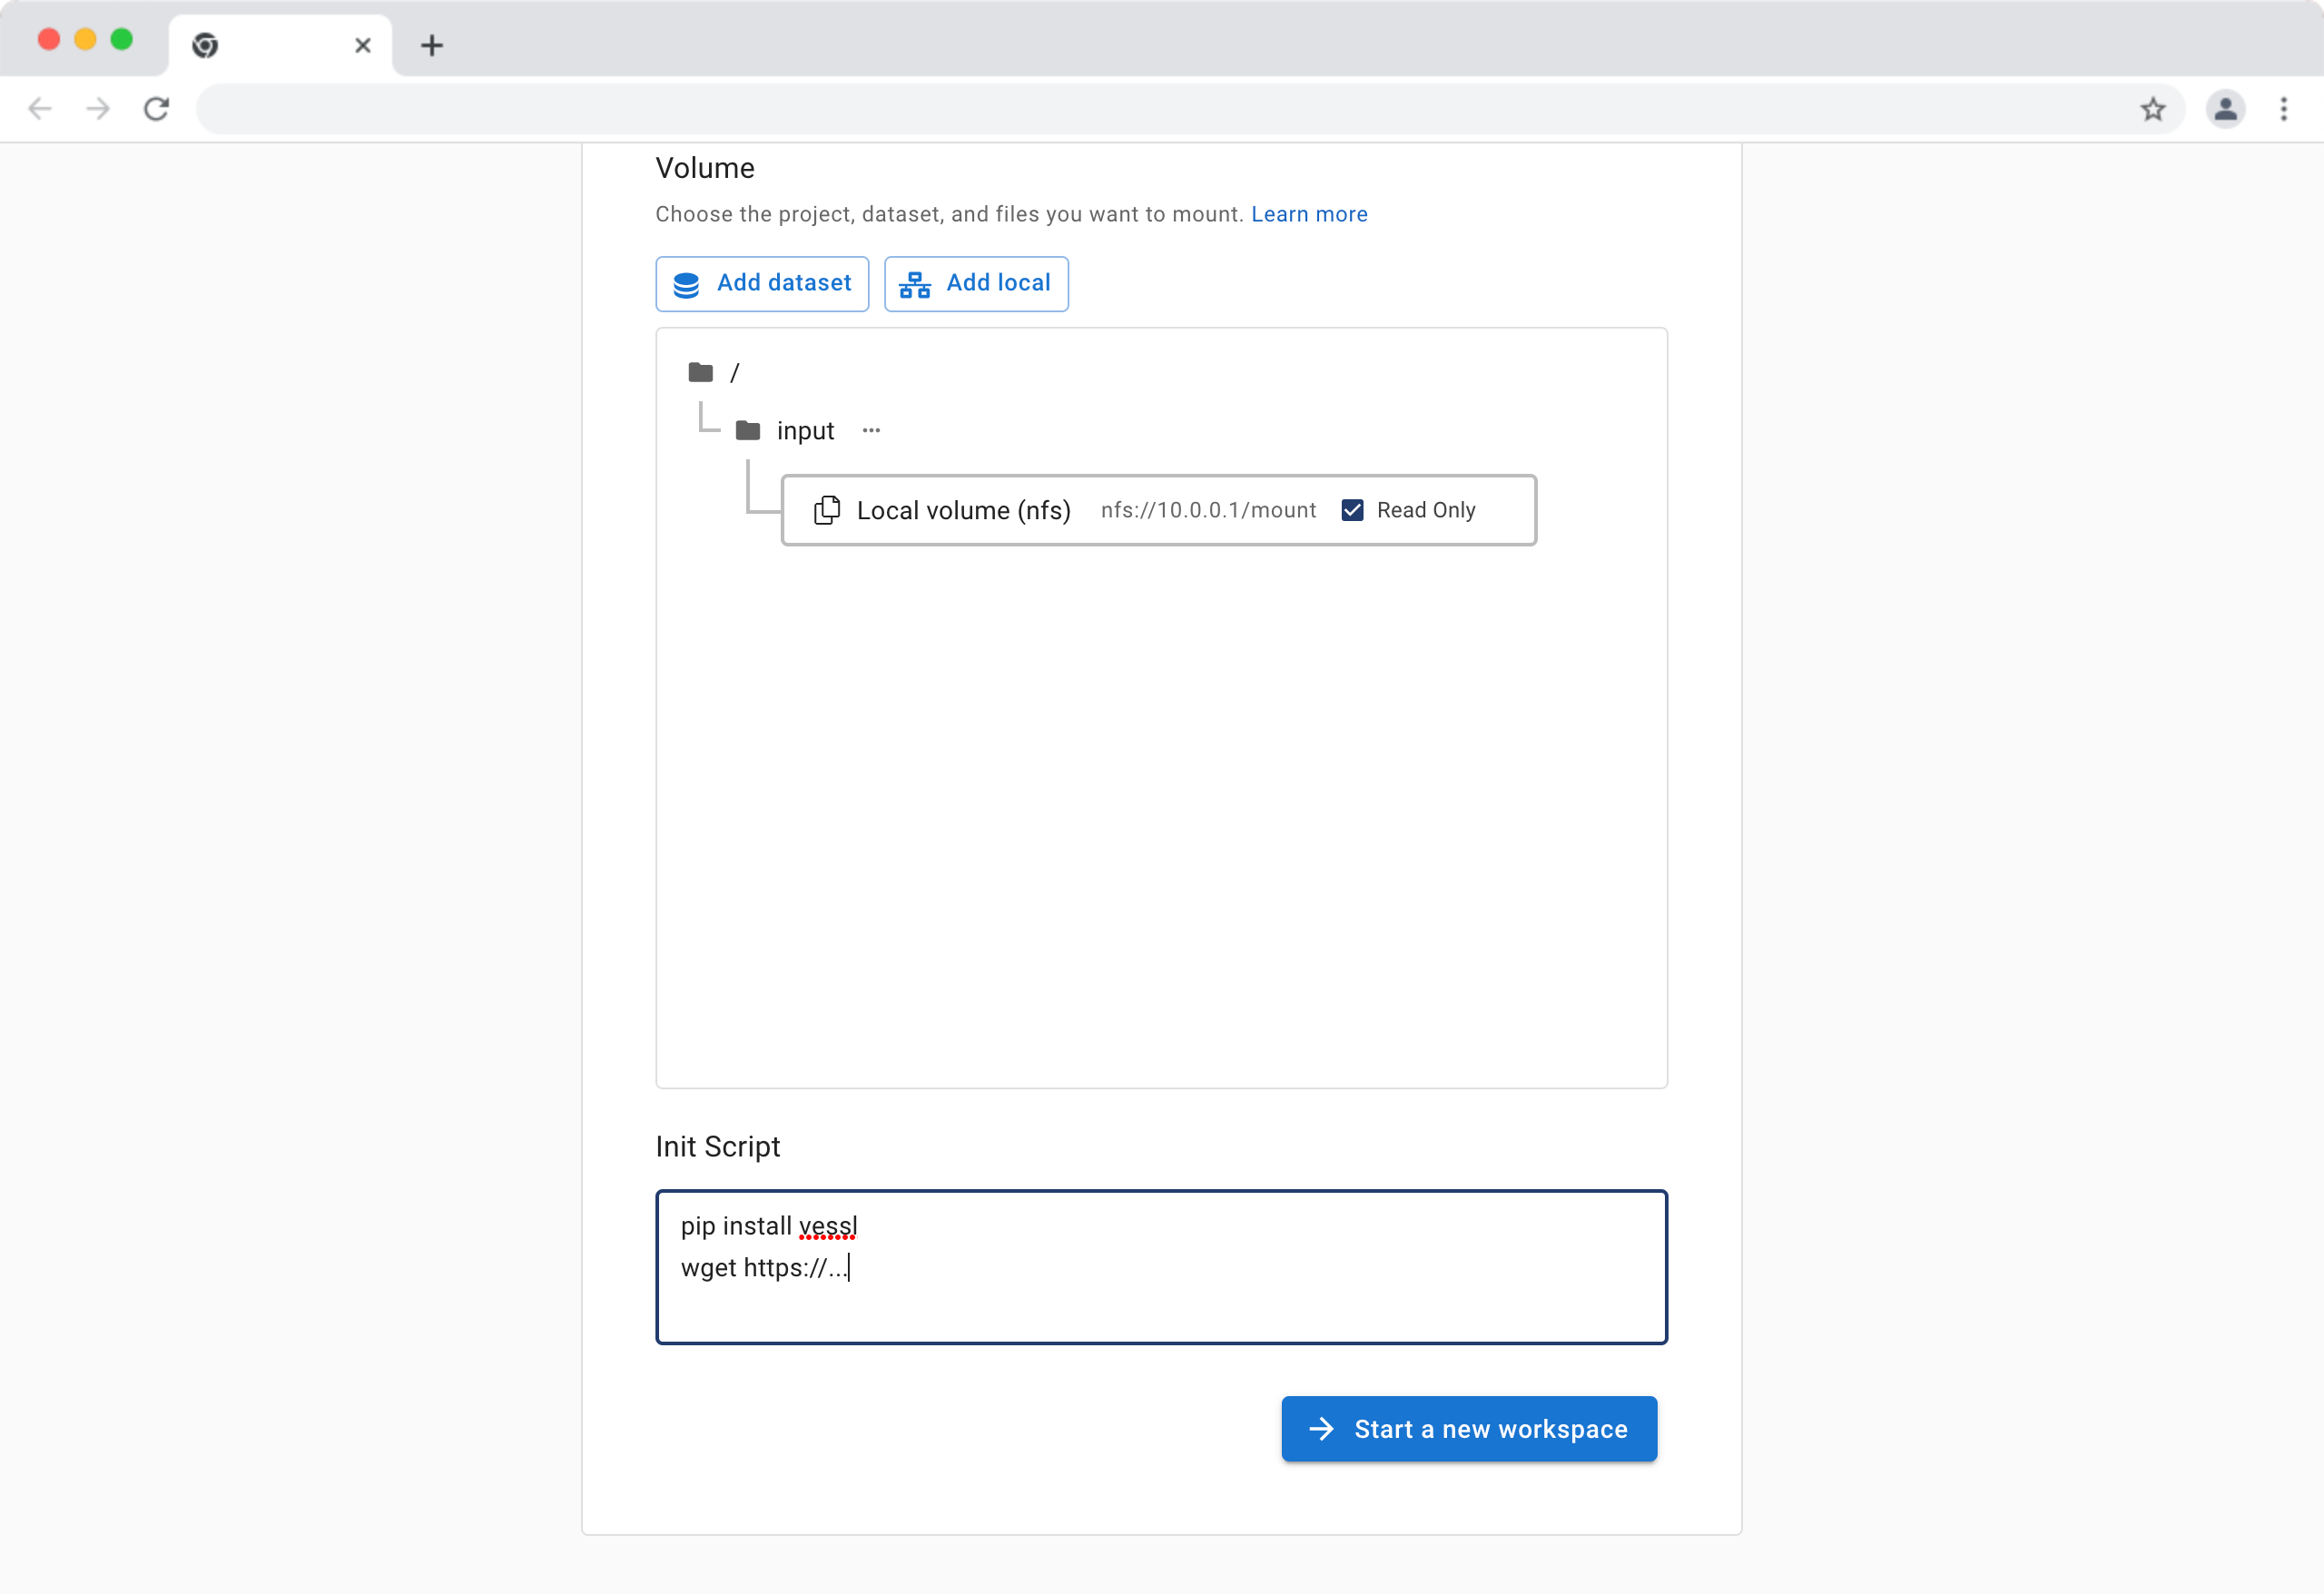 Volume
Choose the project, dataset, and files you want to mount. Learn more
Add dataset Add local
/
input ...
Local volume (nfs) nfs://10.0.0.1/mount Read Only
Init Script
pip install vessl
wget https://...
Start a new workspace